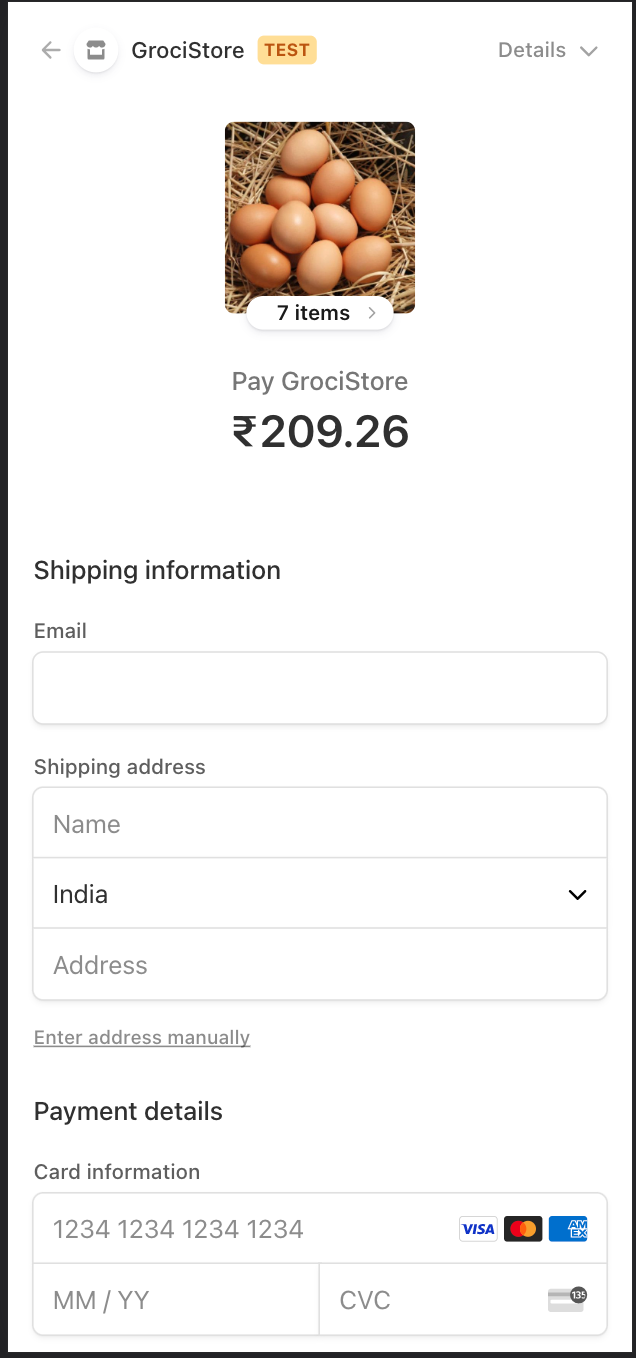 GrociStore TEST Details
7 items
Pay GrociStore
₹209.26
Shipping information
Email
Shipping address
Name
India
Address
Enter address manually
Payment details
Card information
1234 1234 1234 1234 VISA AMEX
MM / YY CVC 135